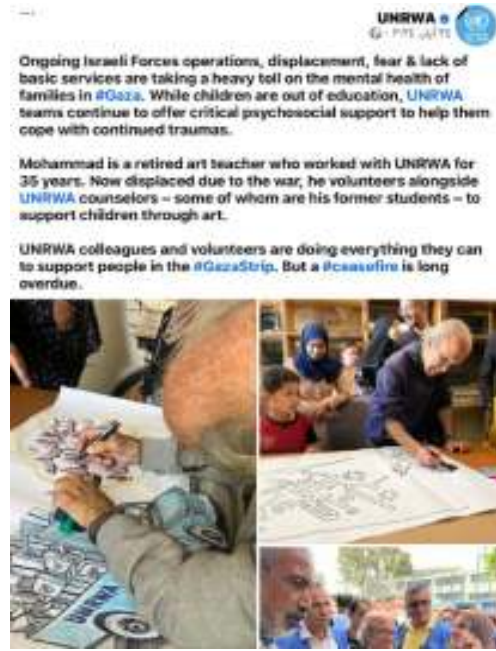 UNRWA
Ongoing Israeli Forces operations, displacement, fear & lack of
basic services are taking a heavy toll on the mental health of
families in #Gaza. While children are out of education, UNRWA
teams continue to offer critical psychosocial support to help them
cope with continued traumas.
Mohammad is a retired art teacher who worked with UNRWA for
35 years. Now displaced due to the war, he volunteers alongside
UNRWA counselors – some of whom are his former students – to
support children through art.
UNRWA colleagues and volunteers are doing everything they can
to support people in the #GazaStrip. But a #ceasefire is long
overdue.
UNRWA